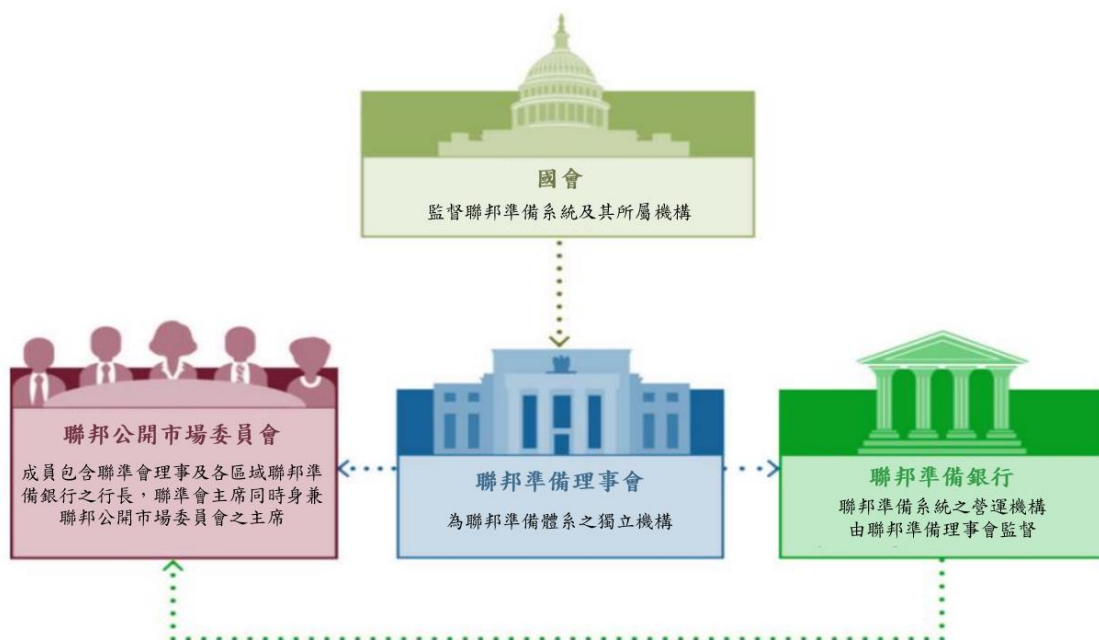 國會
監督聯邦準備系統及其所屬機構
聯邦公開市場委員會
成員包含聯準會理事及各區域聯邦準
備銀行之行長，聯準會主席同時身兼
聯邦公開市場委員會之主席
聯邦準備理事會
為聯邦準備體系之獨立機構
聯邦準備銀行
聯邦準備系統之營運機構
由聯邦準備理事會監督